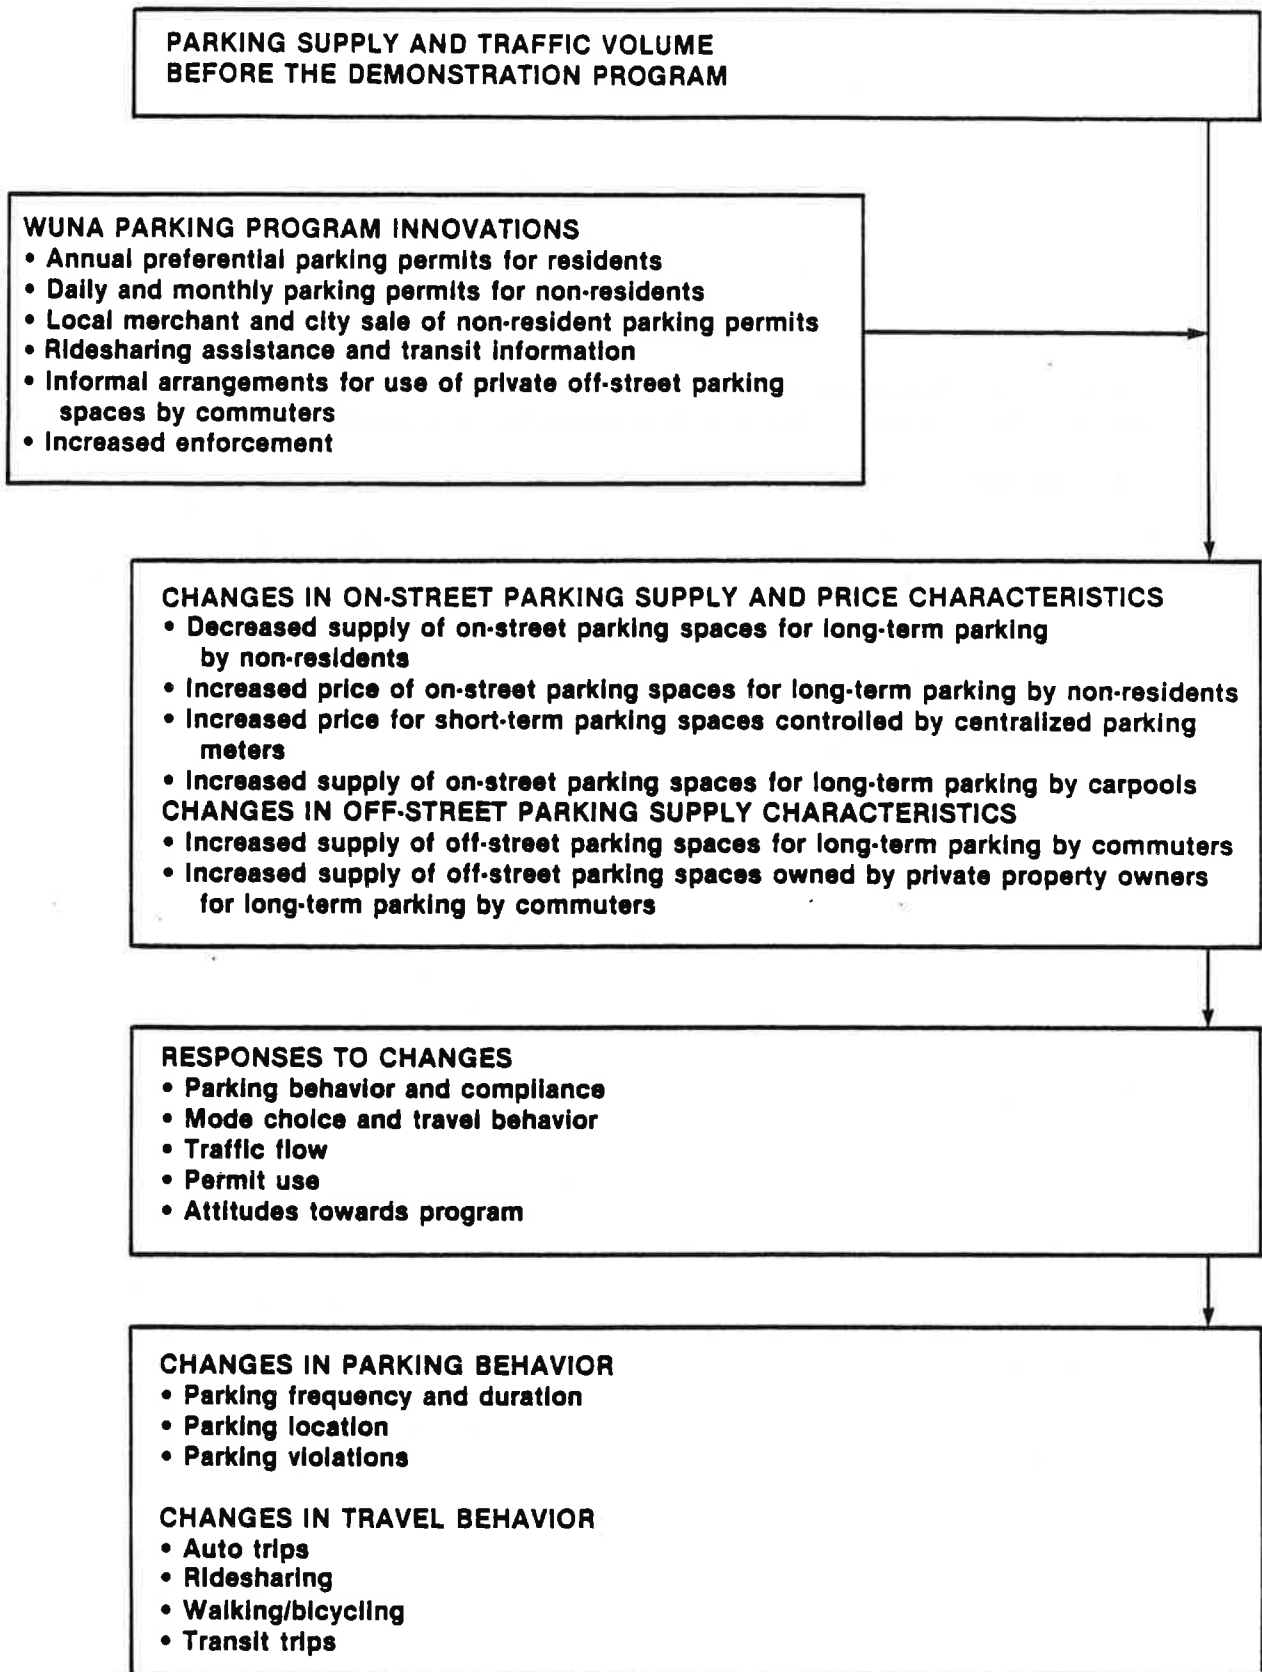 PARKING SUPPLY AND TRAFFIC VOLUME
BEFORE THE DEMONSTRATION PROGRAM
WUNA PARKING PROGRAM INNOVATIONS
• Annual preferential parking permits for residents
• Daily and monthly parking permits for non-residents
• Local merchant and city sale of non-resident parking permits
• Ridesharing assistance and transit information
• Informal arrangements for use of private off-street parking
spaces by commuters
• Increased enforcement
CHANGES IN ON-STREET PARKING SUPPLY AND PRICE CHARACTERISTICS
• Decreased supply of on-street parking spaces for long-term parking
by non-residents
• Increased price of on-street parking spaces for long-term parking by non-residents
• Increased price for short-term parking spaces controlled by centralized parking
meters
• Increased supply of on-street parking spaces for long-term parking by carpools
CHANGES IN OFF-STREET PARKING SUPPLY CHARACTERISTICS
• Increased supply of off-street parking spaces for long-term parking by commuters
• Increased supply of off-street parking spaces owned by private property owners
for long-term parking by commuters
RESPONSES TO CHANGES
• Parking behavior and compliance
• Mode choice and travel behavior
• Traffic flow
• Permit use
• Attitudes towards program
CHANGES IN PARKING BEHAVIOR
• Parking frequency and duration
• Parking location
• Parking violations
CHANGES IN TRAVEL BEHAVIOR
• Auto trips
• Ridesharing
• Walking/bicycling
• Transit trips